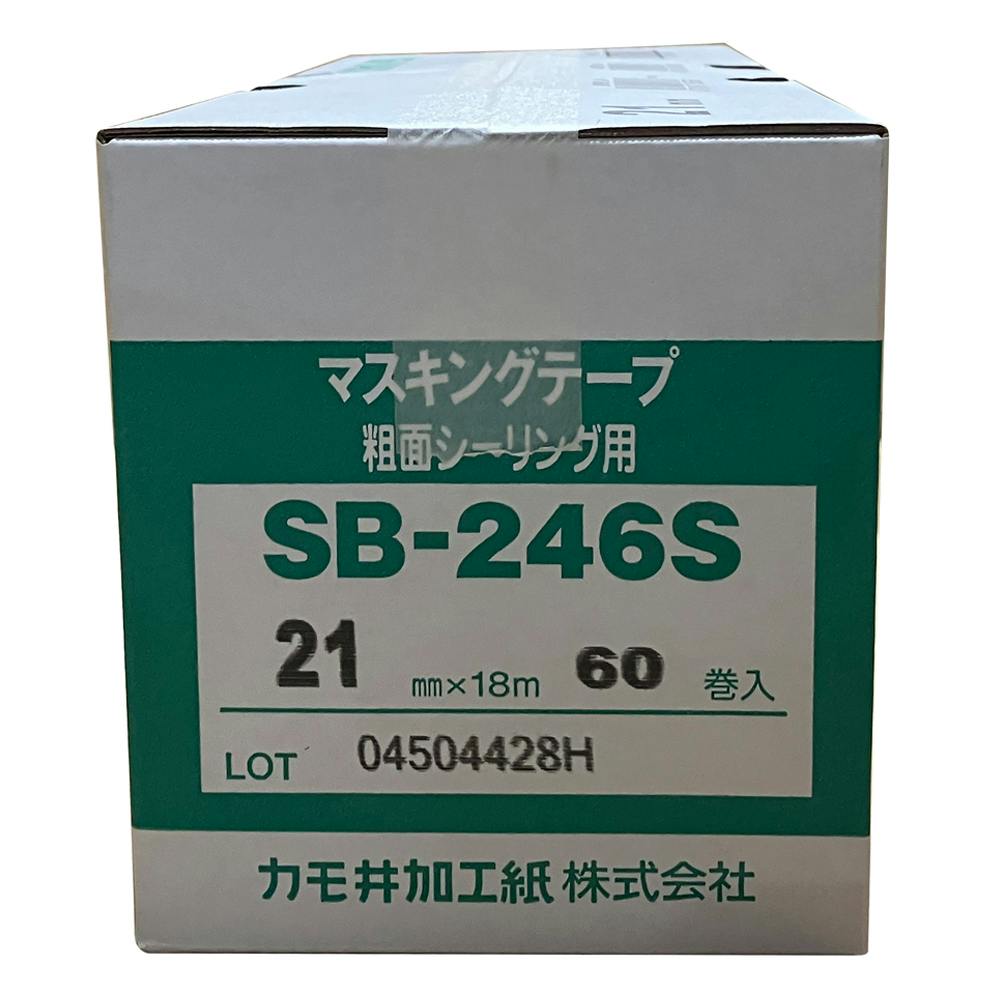 21
マスキングテープ
粗面シーリング用
SB-246S
21 mm×18m 60 巻入
LOT 04504428H
カモ井加工紙株式会社